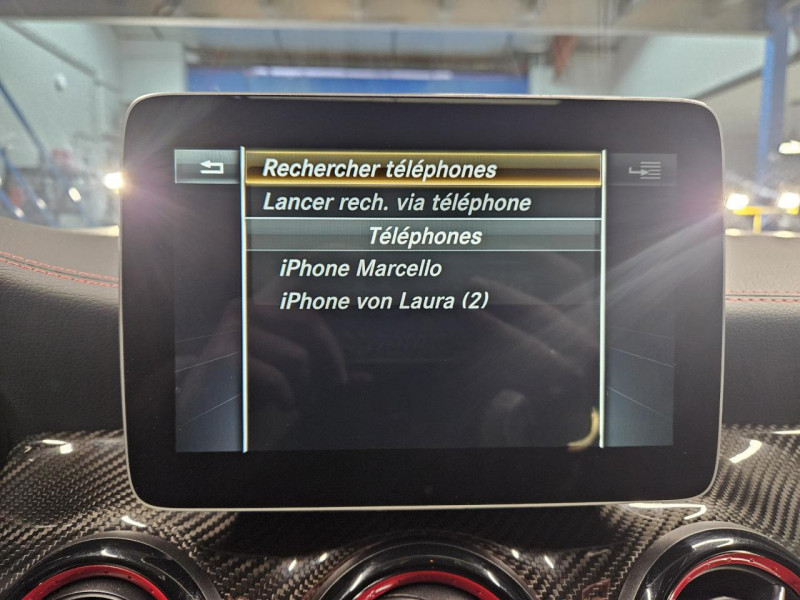 Rechercher téléphones
Lancer rech. via téléphone
Téléphones
iPhone Marcello
iPhone von Laura (2)